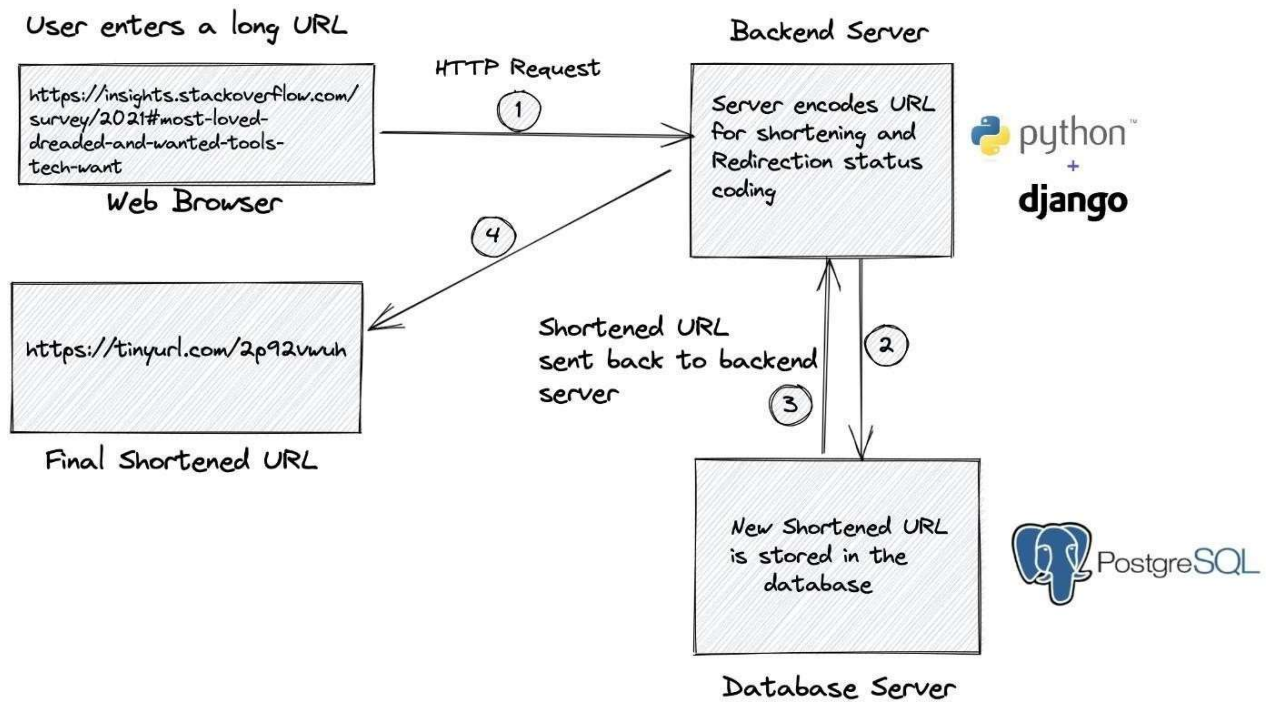 User enters a long URL
https://insights.stackoverflow.com/
survey/2021#most-loved-
dreaded-and-wanted-tools-
tech-want
Web Browser
HTTP Request
1
Backend Server
Server encodes URL
for shortening and
Redirection status
coding
python™
+
django
4
https://tinyurl.com/2p92vwuh
Final Shortened URL
Shortened URL
sent back to backend
server
3
2
New Shortened URL
is stored in the
database
PostgreSQL
Database Server